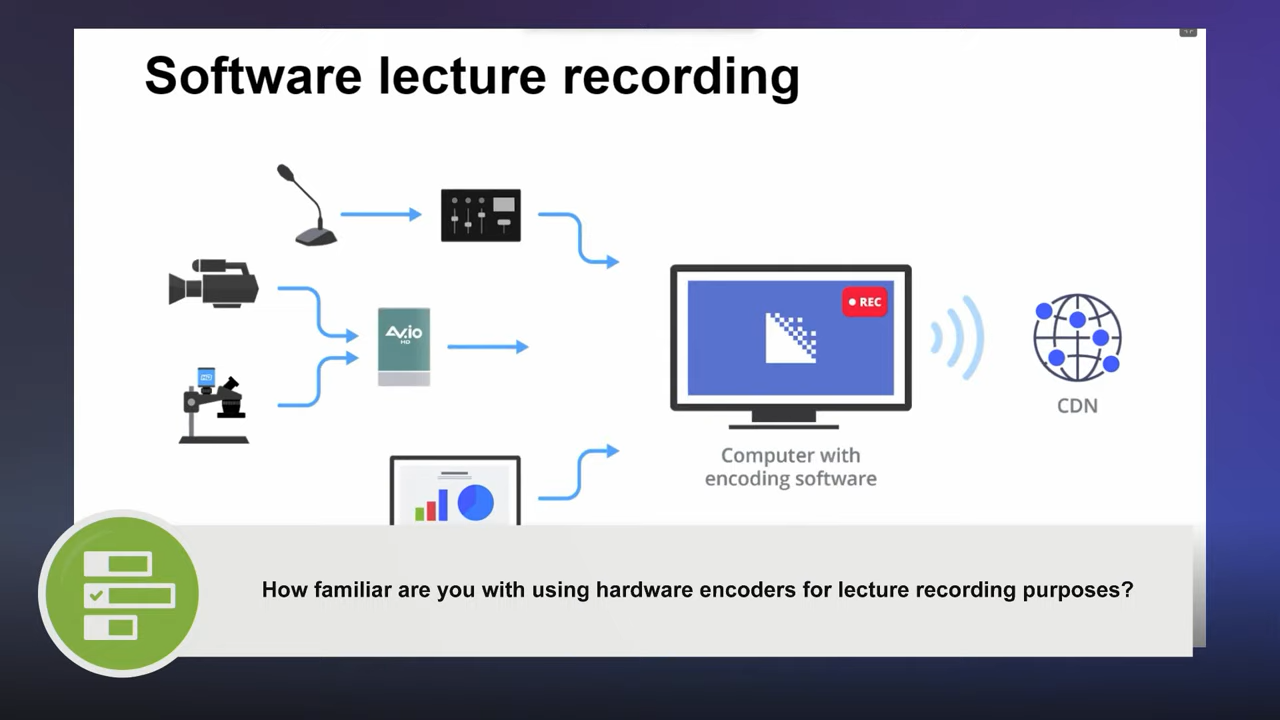 Software lecture recording
AV.io
HD
REC
CDN
Computer with
encoding software
How familiar are you with using hardware encoders for lecture recording purposes?